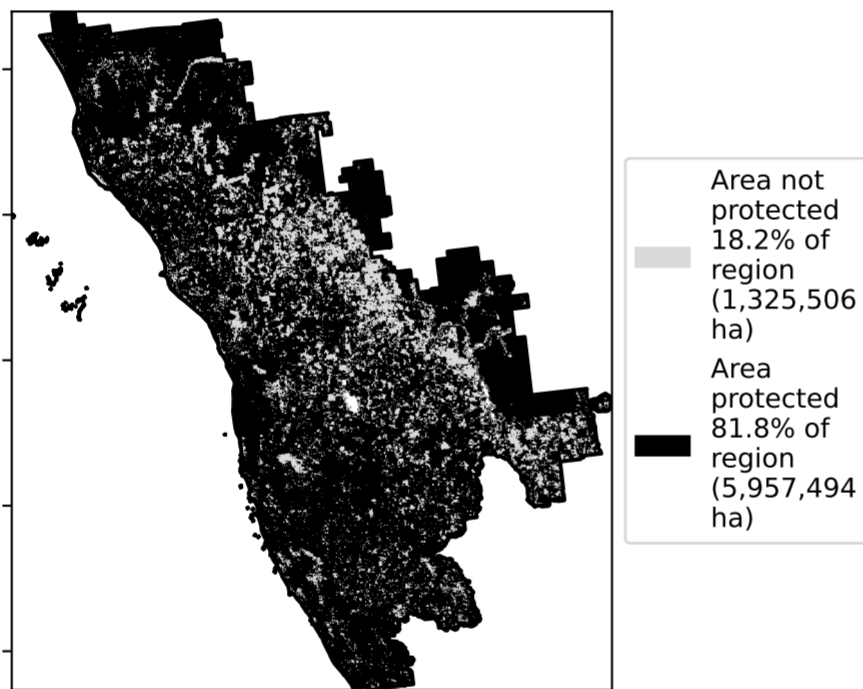 Area not
protected
18.2% of
region
(1,325,506
ha)
Area
protected
81.8% of
region
(5,957,494
ha)